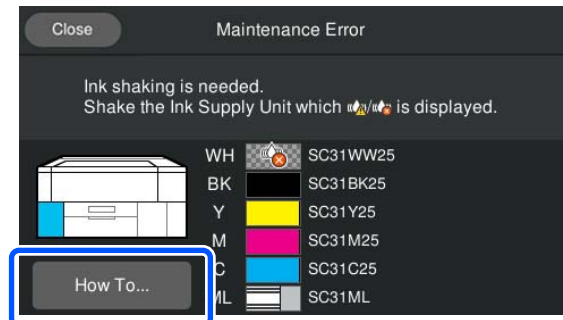 Close
Maintenance Error
Ink shaking is needed.
Shake the Ink Supply Unit which / is displayed.
WH SC31WW25
BK SC31BK25
Y SC31Y25
M SC31M25
C SC31C25
ML SC31ML
How To...